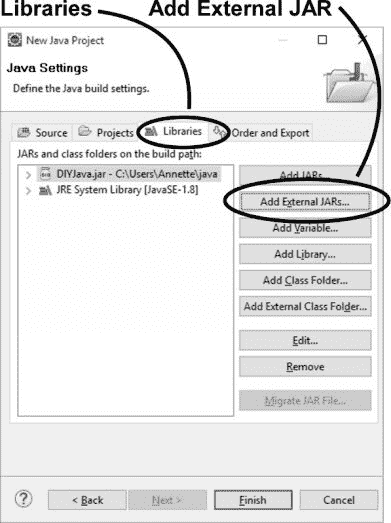 Libraries Add External JAR
New Java Project
Java Settings
Define the Java build settings.
Source Projects Libraries Order and Export
JARs and class folders on the build path:
DIYJava.jar - C:\Users\Annette\java
JRE System Library [JavaSE-1.8]
Add JARs...
Add External JARs...
Add Variable...
Add Library...
Add Class Folder...
Add External Class Folder...
Edit...
Remove
Migrate JAR File...
? < Back Next > Finish Cancel